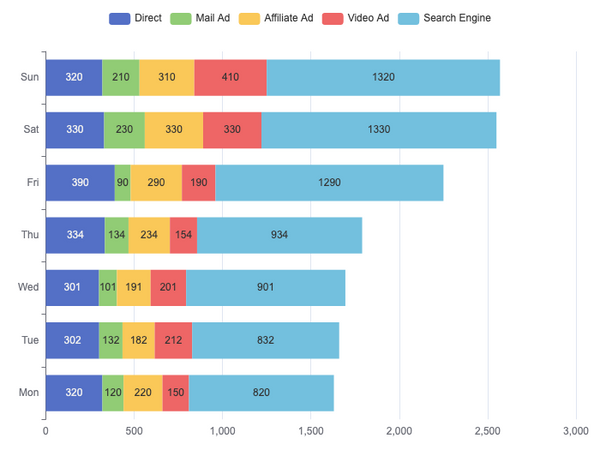 Direct Mail Ad Affiliate Ad Video Ad Search Engine
Sun 320 210 310 410 1320
Sat 330 230 330 330 1330
Fri 390 90 290 190 1290
Thu 334 134 234 154 934
Wed 301 101 191 201 901
Tue 302 132 182 212 832
Mon 320 120 220 150 820
0 500 1,000 1,500 2,000 2,500 3,000